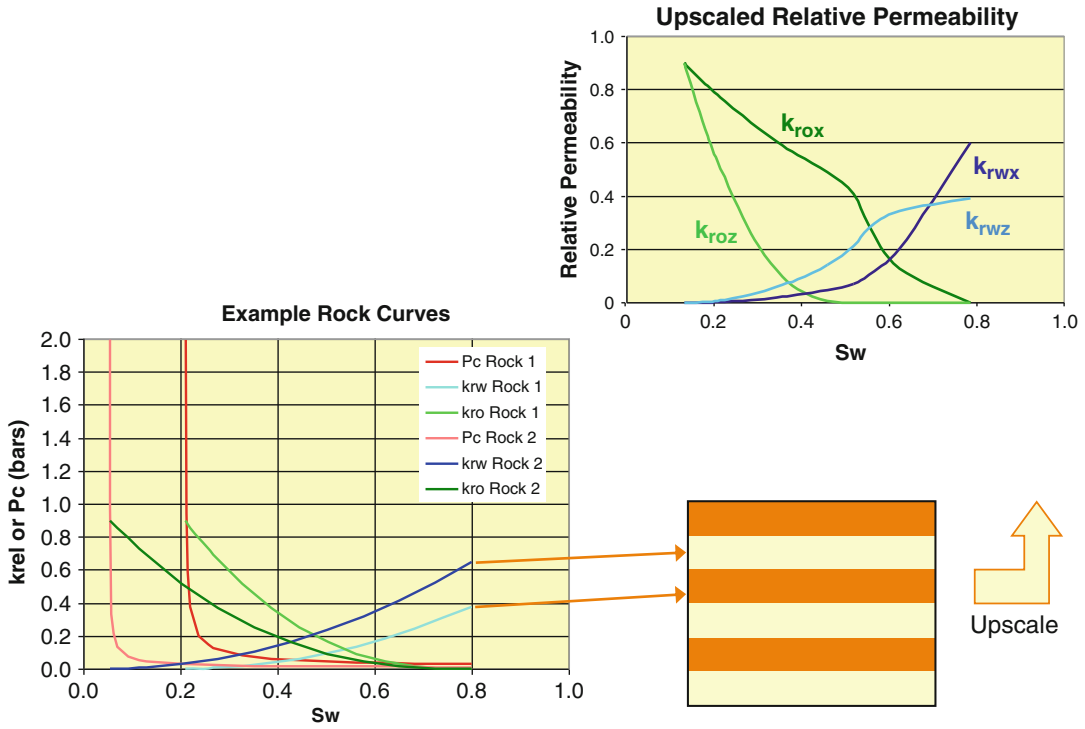 Upscaled Relative Permeability
Relative Permeability
1.0
0.8
0.6
0.4
0.2
0
0 0.2 0.4 0.6 0.8 1.0
Sw
krox
kroz
krwx
krwz
Example Rock Curves
krel or Pc (bars)
2.0
1.8
1.6
1.4
1.2
1.0
0.8
0.6
0.4
0.2
0.0
0.0 0.2 0.4 0.6 0.8 1.0
Sw
Pc Rock 1
krw Rock 1
kro Rock 1
Pc Rock 2
krw Rock 2
kro Rock 2
Upscale